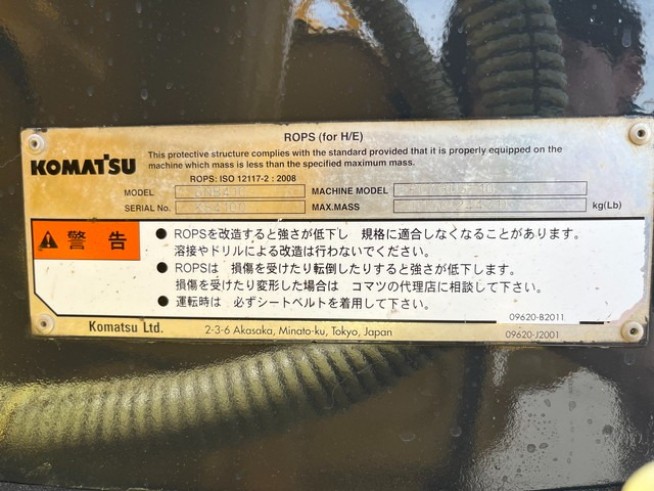 ROPS (for H/E)
KOMATSU
This protective structure complies with the standard provided that it is properly equipped on the
machine which mass is less than the specified maximum mass.
ROPS: ISO 12117-2 : 2008
MODEL
MACHINE MODEL
SERIAL No.
MAX.MASS
kg(Lb)
警告
● ROPSを改造すると強さが低下し 規格に適合しなくなることがあります。
溶接やドリルによる改造は行わないでください。
● ROPSは 損傷を受けたり転倒したりすると強さが低下します。
損傷を受けたり変形した場合は コマツの代理店に相談して下さい。
● 運転時は 必ずシートベルトを着用して下さい。
09620-B2011
Komatsu Ltd.
2-3-6 Akasaka, Minato-ku, Tokyo, Japan
09620-J2001